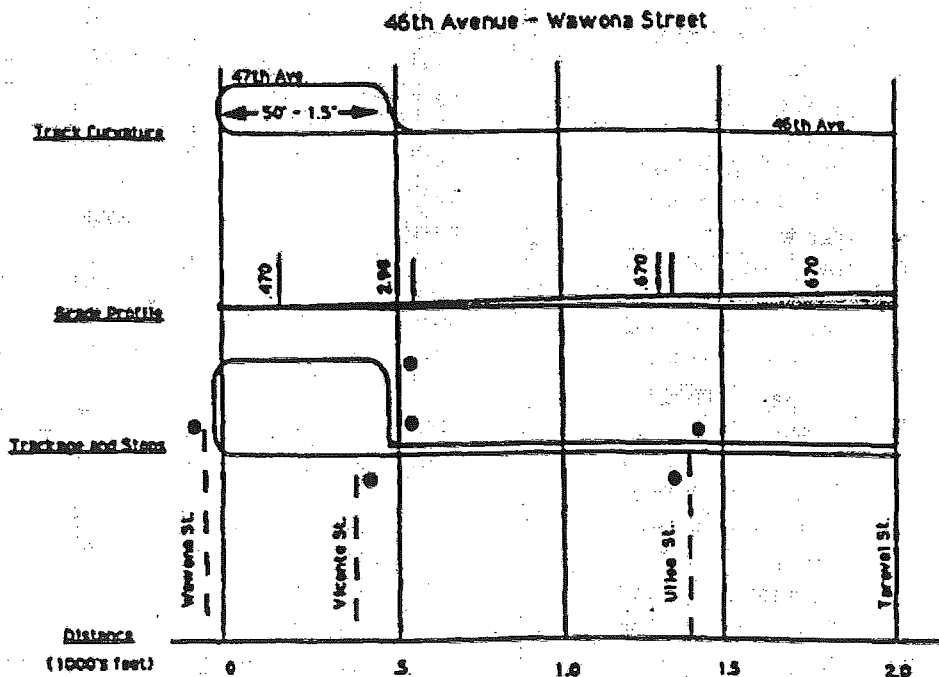 46th Avenue - Wawona Street
47th Ave.
50' - 1.5"
Track Curvature
46th Ave.
.470
2.98
.670
.670
Grade Profile
Trackage and Stops
Wawona St.
Vicente St.
Ulloa St.
Taraval St.
Distance
(1000's feet)
0
.5
1.0
1.5
2.0